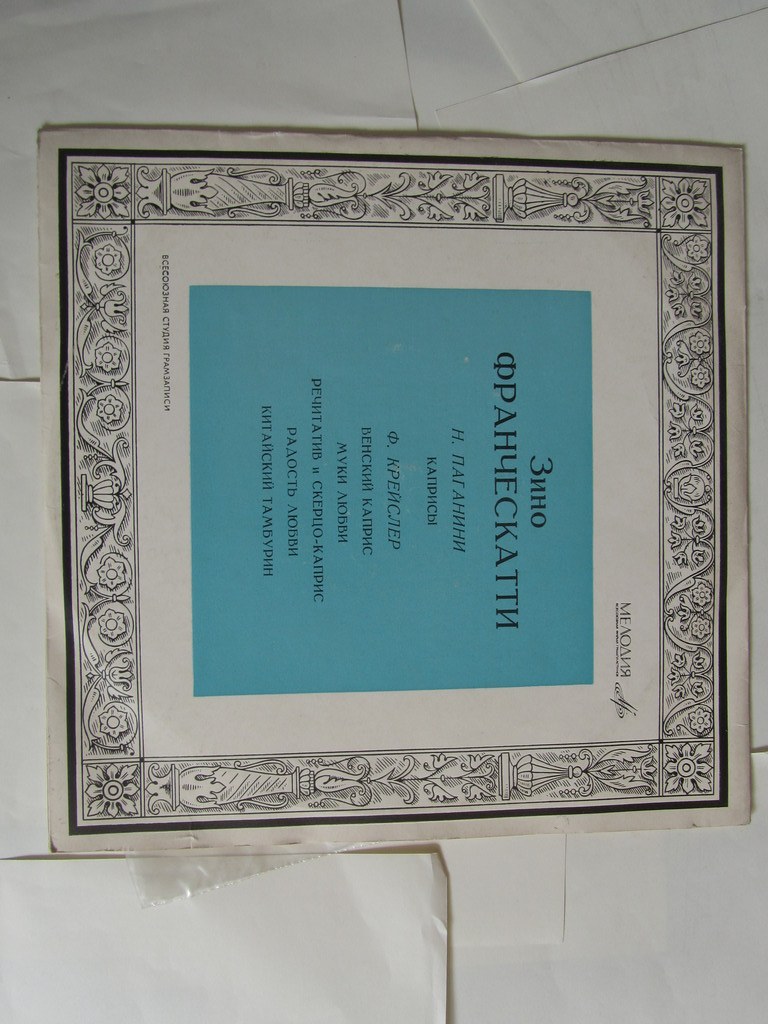 МЕЛОДИЯ
Зино
ФРАНЧЕСКАТТИ
Н. ПАГАНИНИ
КАПРИСЫ
Ф. КРЕЙСЛЕР
ВЕНСКИЙ КАПРИС
МУКИ ЛЮБВИ
РЕЧИТАТИВ и СКЕРЦО-КАПРИС
РАДОСТЬ ЛЮБВИ
КИТАЙСКИЙ ТАМБУРИН
ВСЕСОЮЗНАЯ СТУДИЯ ГРАМЗАПИСИ